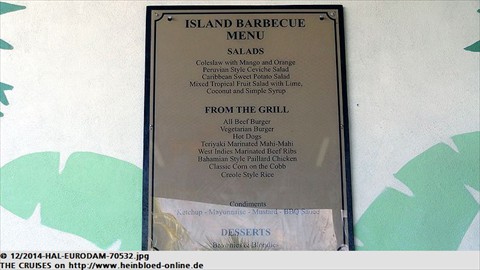 ISLAND BARBECUE
MENU
SALADS
Coleslaw with Mango and Orange
Peruvian Style Ceviche Salad
Caribbean Sweet Potato Salad
Mixed Tropical Fruit Salad with Lime,
Coconut and Simple Syrup
FROM THE GRILL
All Beef Burger
Vegetarian Burger
Hot Dogs
Teriyaki Marinated Mahi-Mahi
West Indies Marinated Beef Ribs
Bahamian Style Paillard Chicken
Classic Corn on the Cobb
Creole Style Rice
Condiments
Ketchup - Mayonnaise - Mustard - BBQ Sauce
DESSERTS
Brownies & Blondies
© 12/2014-HAL-EURODAM-70532.jpg
THE CRUISES on http://www.heinbloed-online.de